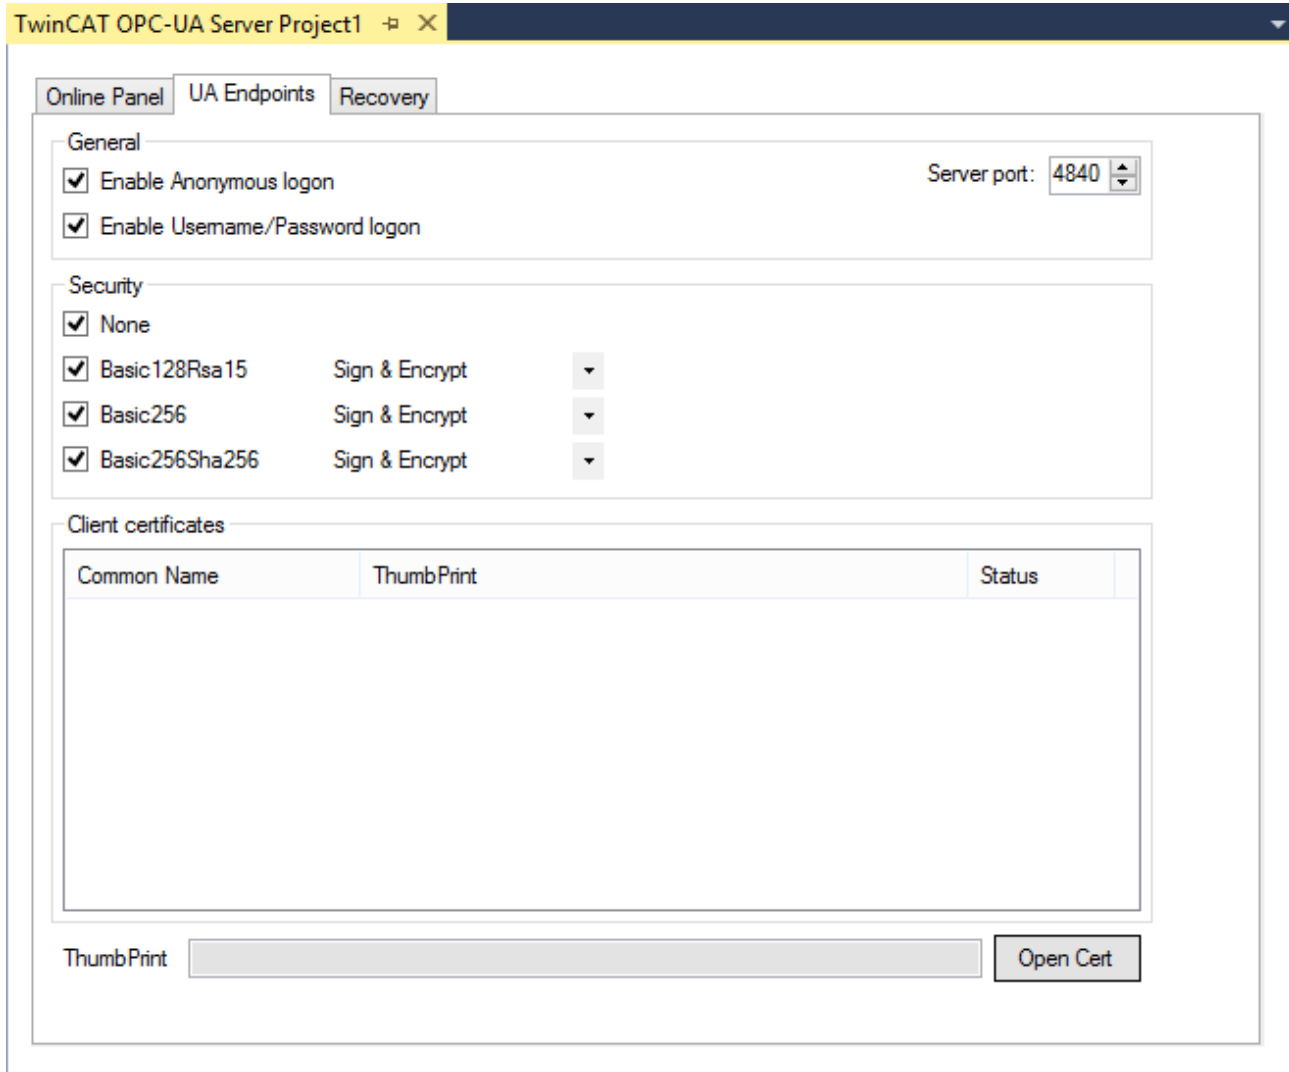 TwinCAT OPC-UA Server Project1
Online Panel UA Endpoints Recovery
General
Enable Anonymous logon Server port: 4840
Enable Username/Password logon
Security
None
Basic128Rsa15 Sign & Encrypt
Basic256 Sign & Encrypt
Basic256Sha256 Sign & Encrypt
Client certificates
Common Name ThumbPrint Status
ThumbPrint Open Cert